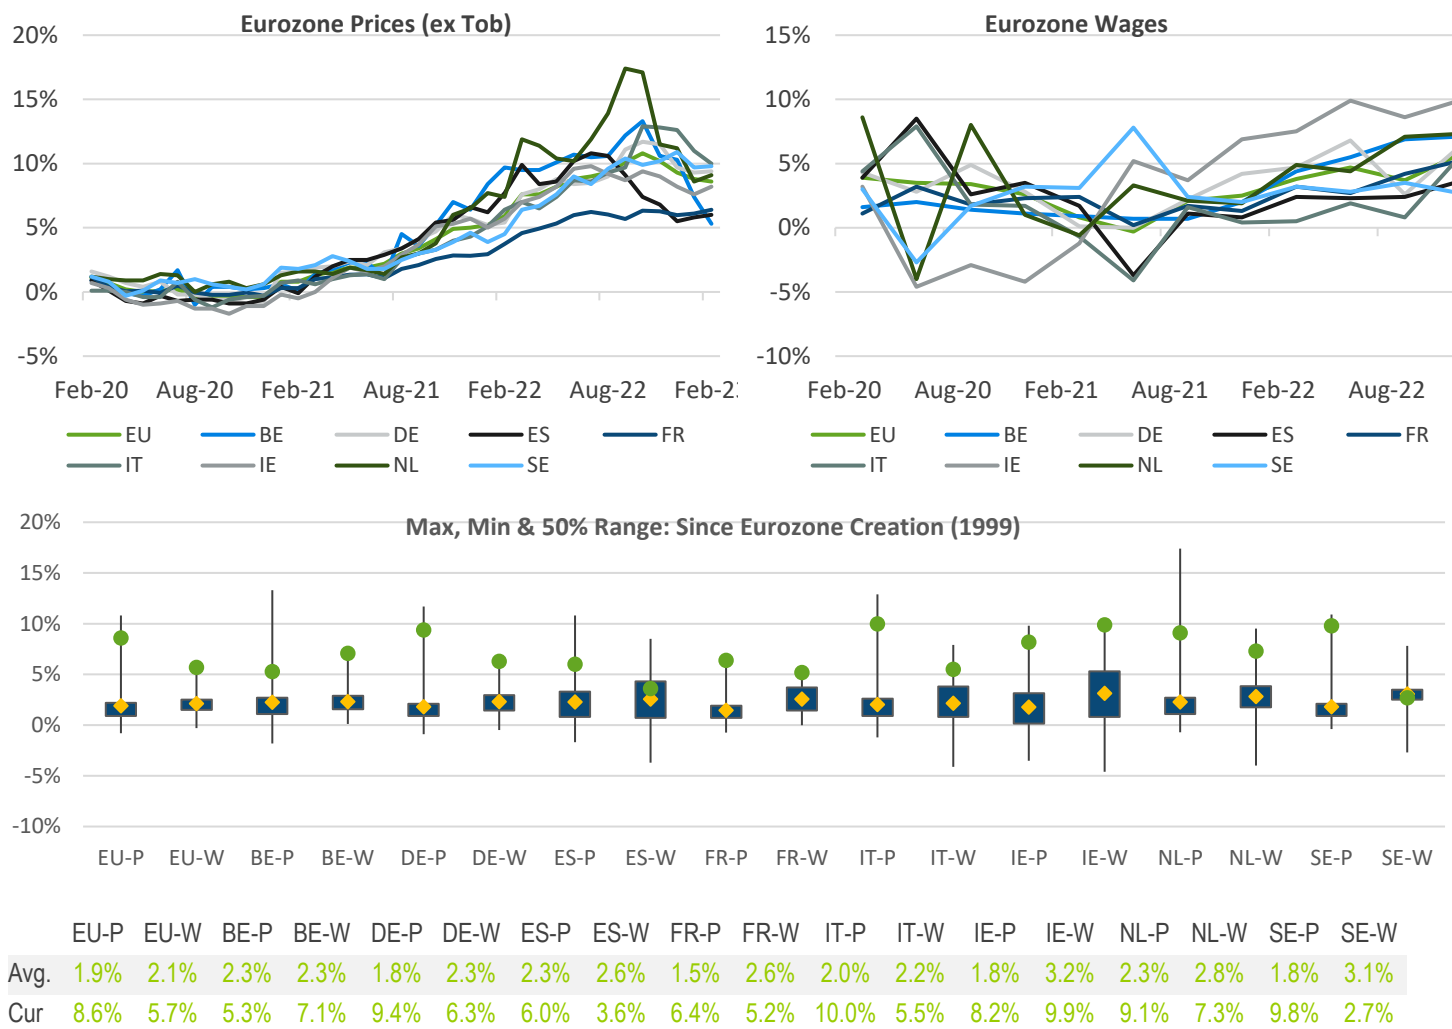 Eurozone Prices (ex Tob)
20%
15%
10%
5%
0%
-5%
Feb-20 Aug-20 Feb-21 Aug-21 Feb-22 Aug-22 Feb-2
EU BE DE ES FR
IT IE NL SE
Eurozone Wages
15%
10%
5%
0%
-5%
-10%
Feb-20 Aug-20 Feb-21 Aug-21 Feb-22 Aug-22
EU BE DE ES FR
IT IE NL SE
Max, Min & 50% Range: Since Eurozone Creation (1999)
20%
15%
10%
5%
0%
-5%
-10%
EU-P EU-W BE-P BE-W DE-P DE-W ES-P ES-W FR-P FR-W IT-P IT-W IE-P IE-W NL-P NL-W SE-P SE-W
EU-P EU-W BE-P BE-W DE-P DE-W ES-P ES-W FR-P FR-W IT-P IT-W IE-P IE-W NL-P NL-W SE-P SE-W
Avg. 1.9% 2.1% 2.3% 2.3% 1.8% 2.3% 2.3% 2.6% 1.5% 2.6% 2.0% 2.2% 1.8% 3.2% 2.3% 2.8% 1.8% 3.1%
Cur 8.6% 5.7% 5.3% 7.1% 9.4% 6.3% 6.0% 3.6% 6.4% 5.2% 10.0% 5.5% 8.2% 9.9% 9.1% 7.3% 9.8% 2.7%